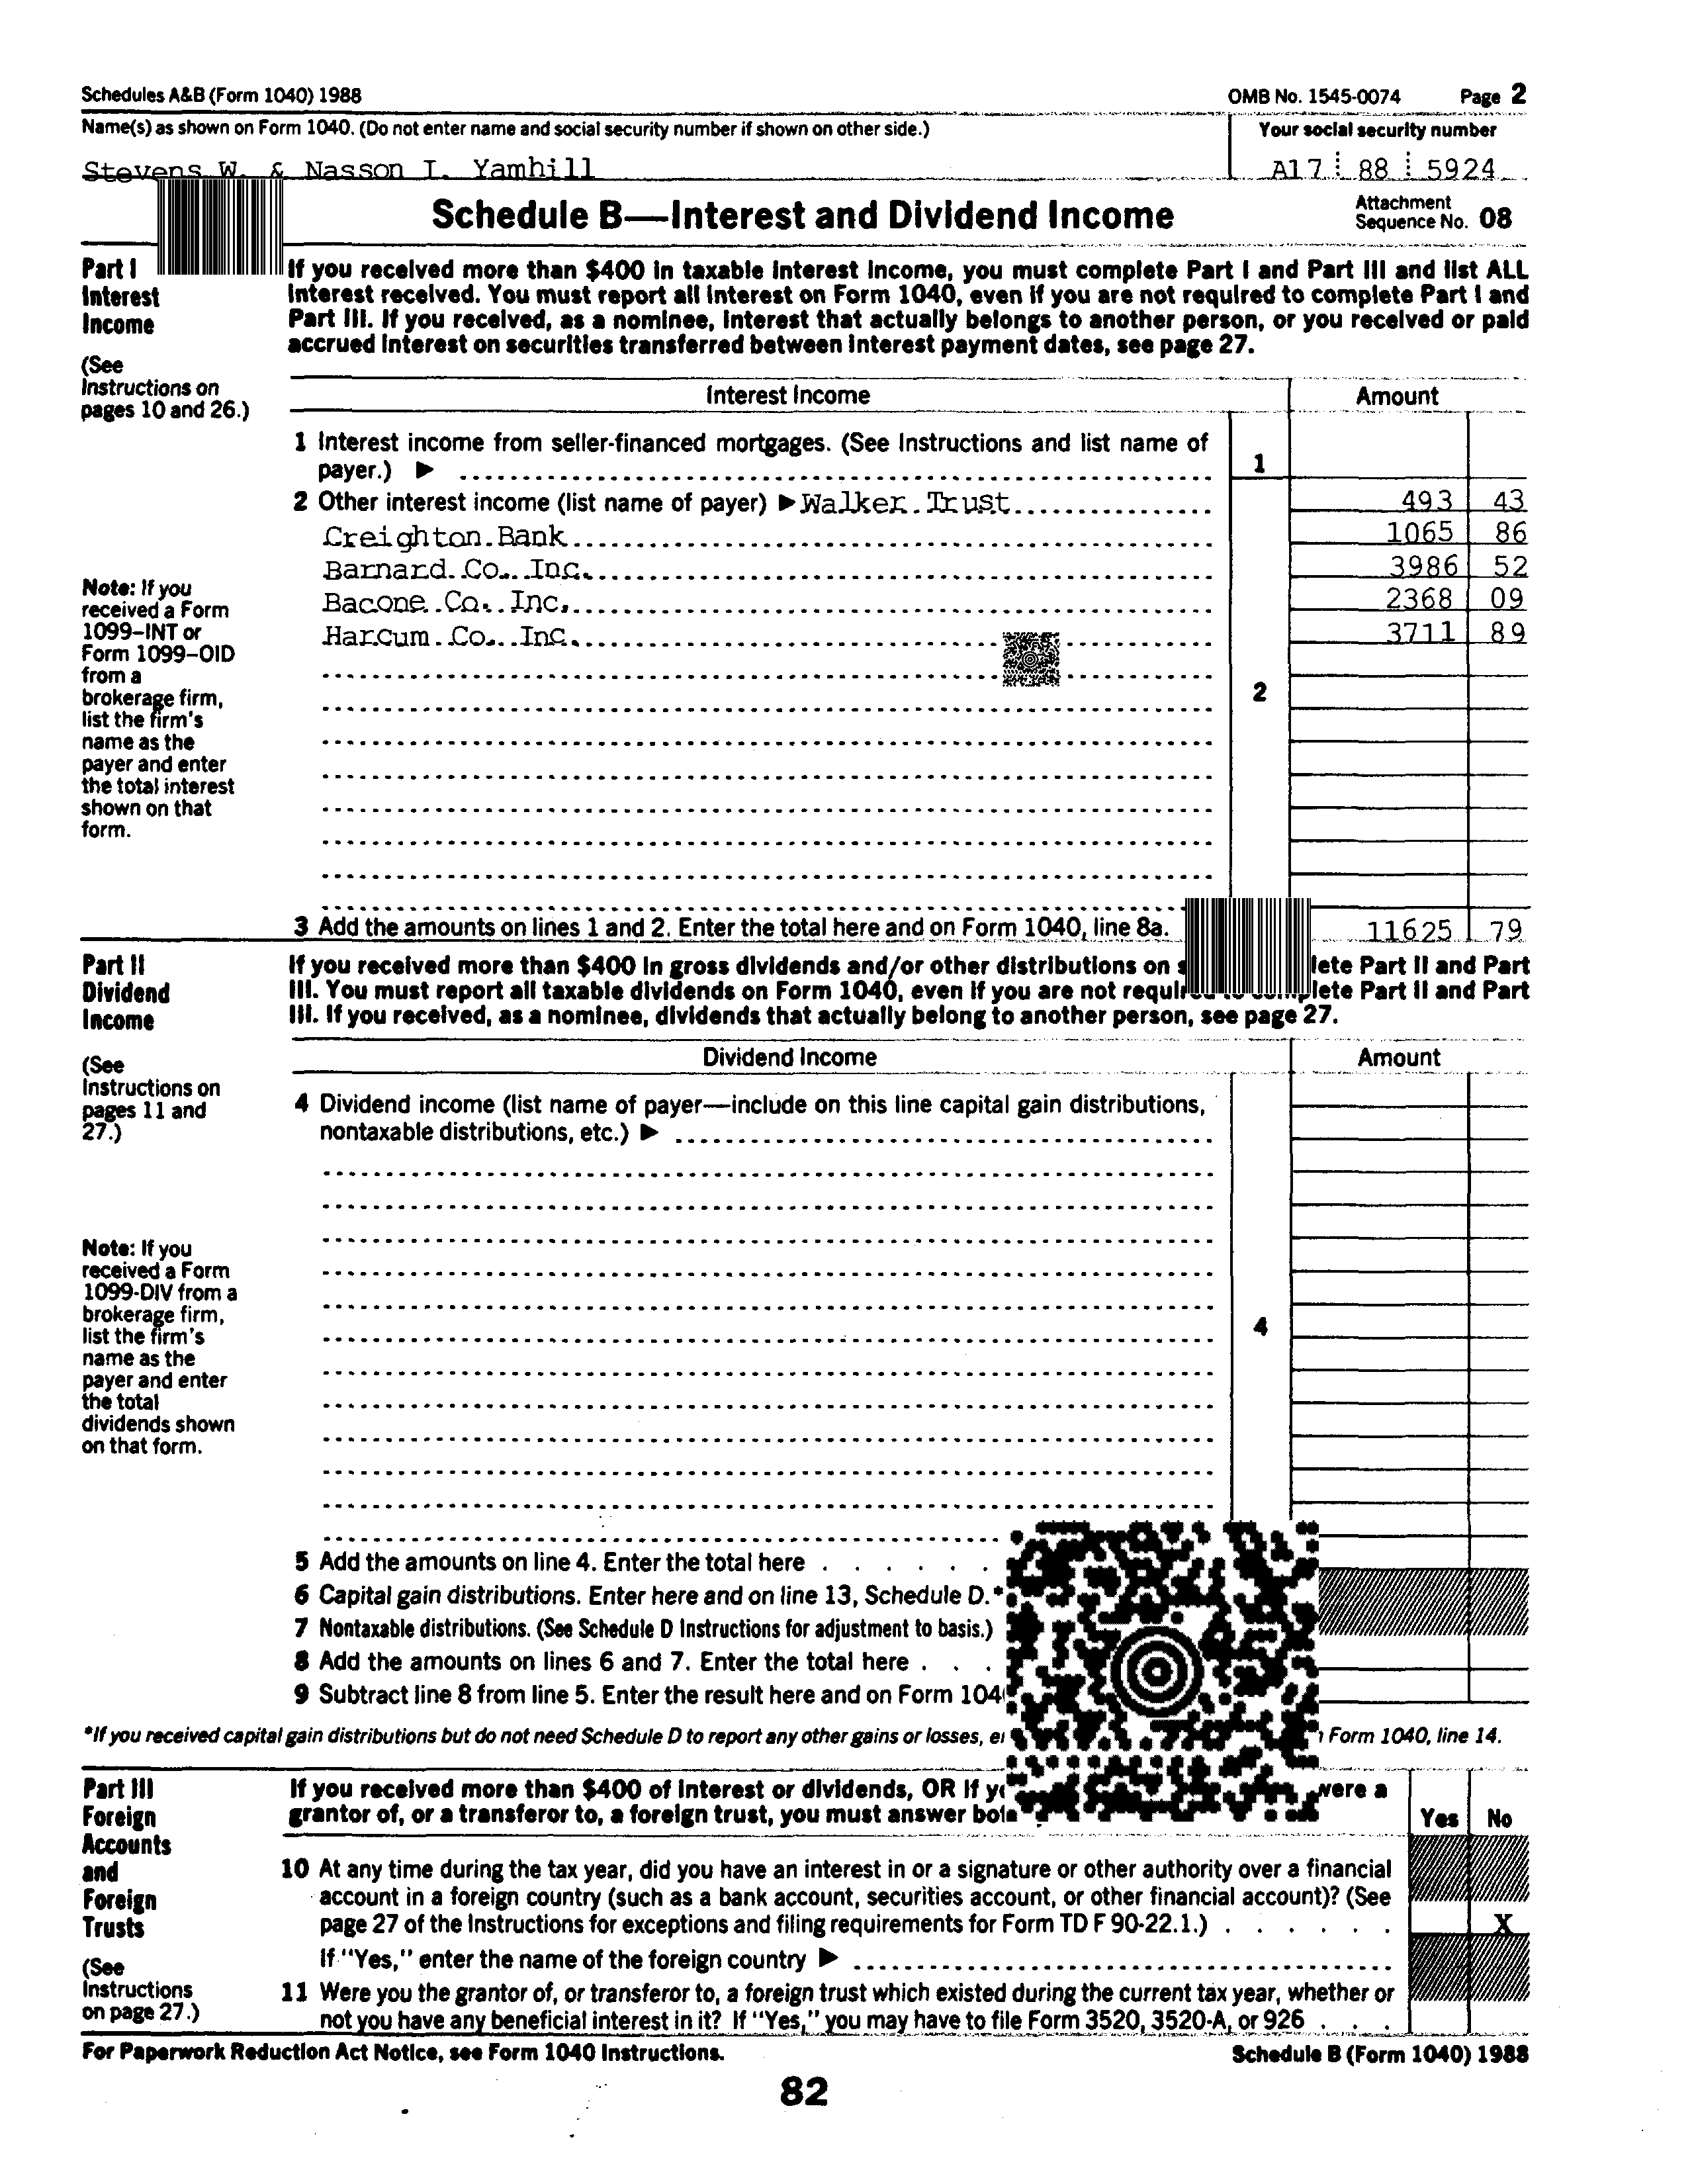 Schedules A&B (Form 1040) 1988 OMB No. 1545-0074 Page 2
Name(s) as shown on Form 1040. (Do not enter name and social security number if shown on other side.) Your social security number
Stevens W. & Nasson I. Yamhill A17 88 5924
Schedule B—Interest and Dividend Income Attachment Sequence No. 08
Part I
Interest
Income
(See
Instructions on
pages 10 and 26.)
If you received more than $400 in taxable interest income, you must complete Part I and Part III and list ALL
interest received. You must report all interest on Form 1040, even if you are not required to complete Part I and
Part III. If you received, as a nominee, interest that actually belongs to another person, or you received or paid
accrued interest on securities transferred between interest payment dates, see page 27.
Interest Income Amount
1 Interest income from seller-financed mortgages. (See Instructions and list name of
payer.) ▶ 1
2 Other interest income (list name of payer) ▶ Walker Trust 493 43
Creighton Bank 1065 86
Barnard Co. Inc. 3986 52
Bacone Co. Inc. 2368 09
Harcum Co. Inc. 3711 89
2
Note: If you
received a Form
1099–INT or
Form 1099–OID
from a
brokerage firm,
list the firm's
name as the
payer and enter
the total interest
shown on that
form.
3 Add the amounts on lines 1 and 2. Enter the total here and on Form 1040, line 8a. 11625 79
Part II
Dividend
Income
(See
Instructions on
pages 11 and
27.)
If you received more than $400 in gross dividends and/or other distributions on lete Part II and Part
III. You must report all taxable dividends on Form 1040, even if you are not required to complete Part II and Part
III. If you received, as a nominee, dividends that actually belong to another person, see page 27.
Dividend Income Amount
4 Dividend income (list name of payer—include on this line capital gain distributions,
nontaxable distributions, etc.) ▶
4
Note: If you
received a Form
1099-DIV from a
brokerage firm,
list the firm's
name as the
payer and enter
the total
dividends shown
on that form.
5 Add the amounts on line 4. Enter the total here . . . . . .
6 Capital gain distributions. Enter here and on line 13, Schedule D.*
7 Nontaxable distributions. (See Schedule D Instructions for adjustment to basis.)
8 Add the amounts on lines 6 and 7. Enter the total here . . .
9 Subtract line 8 from line 5. Enter the result here and on Form 104
*If you received capital gain distributions but do not need Schedule D to report any other gains or losses, Form 1040, line 14.
Part III
Foreign
Accounts
and
Foreign
Trusts
(See
Instructions
on page 27.)
If you received more than $400 of interest or dividends, OR if were a
grantor of, or a transferor to, a foreign trust, you must answer Yes No
10 At any time during the tax year, did you have an interest in or a signature or other authority over a financial
account in a foreign country (such as a bank account, securities account, or other financial account)? (See
page 27 of the Instructions for exceptions and filing requirements for Form TD F 90-22.1.) . . . . . . X
If "Yes," enter the name of the foreign country ▶
11 Were you the grantor of, or transferor to, a foreign trust which existed during the current tax year, whether or
not you have any beneficial interest in it? If "Yes," you may have to file Form 3520, 3520-A, or 926 . . .
For Paperwork Reduction Act Notice, see Form 1040 Instructions. Schedule B (Form 1040) 1988
82